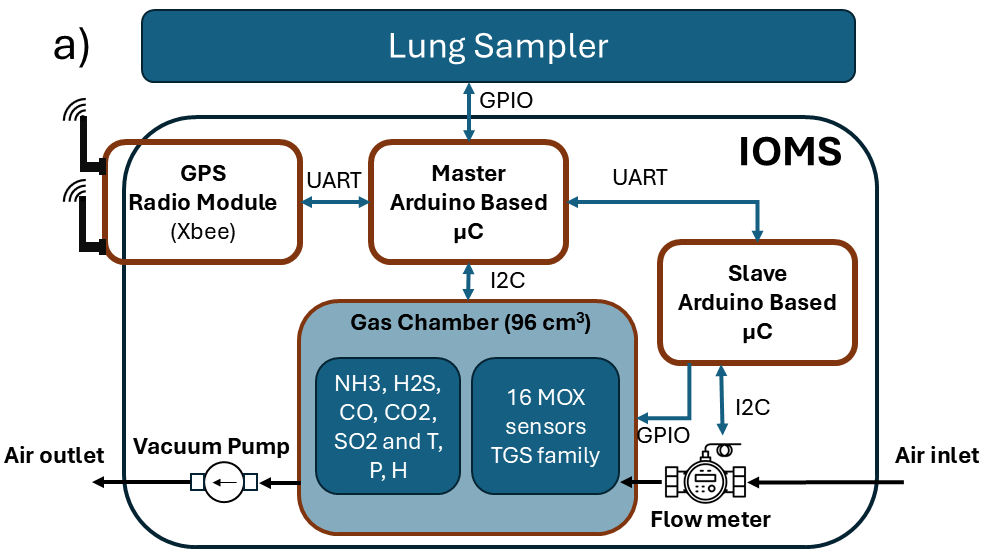 a)
Lung Sampler
GPIO
IOMS
GPS
Radio Module
(Xbee)
UART
Master
Arduino Based
µC
UART
I2C
Slave
Arduino Based
µC
Gas Chamber (96 cm³)
NH3, H2S,
CO, CO2,
SO2 and T,
P, H
16 MOX
sensors
TGS family
I2C
GPIO
Air outlet
Vacuum Pump
Flow meter
Air inlet